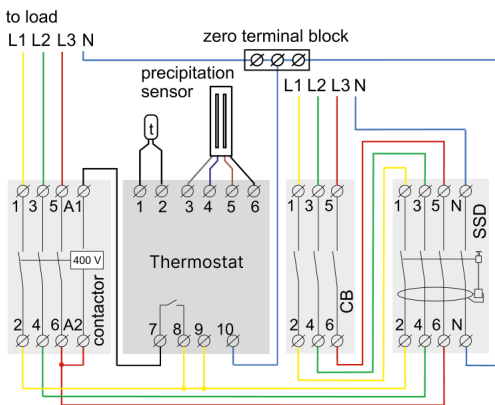 to load
L1 L2 L3 N
zero terminal block
precipitation
sensor
L1 L2 L3 N
t
1 3 5 A1
1 2 3 4 5 6
1 3 5
1 3 5 N
400 V
contactor
Thermostat
CB
SSD
2 4 6 A2
7 8 9 10
2 4 6
2 4 6 N